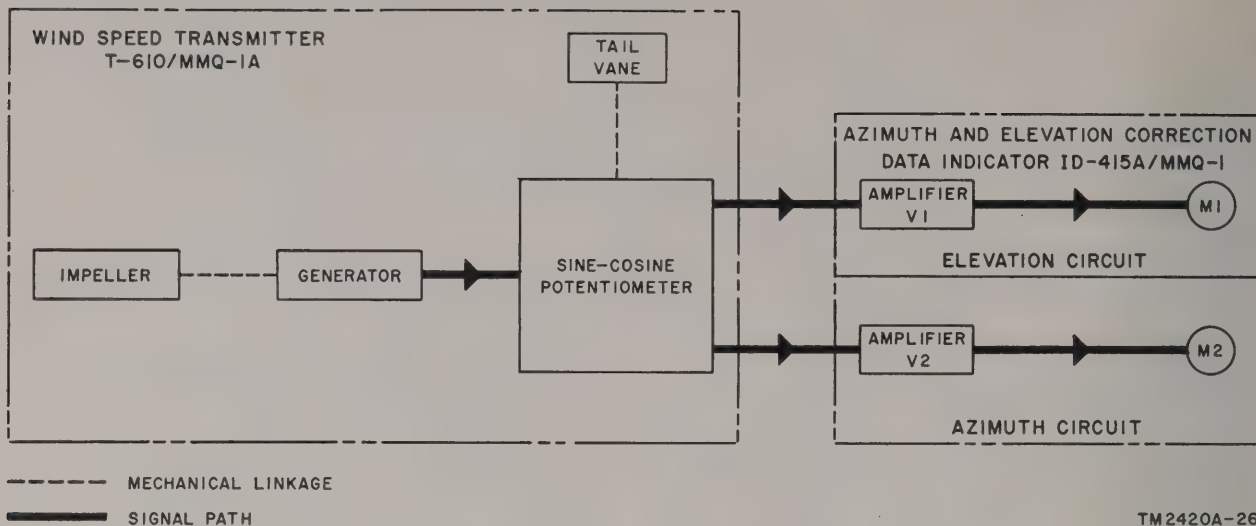 WIND SPEED TRANSMITTER
T-610/MMQ-1A
TAIL
VANE
IMPELLER
GENERATOR
SINE-COSINE
POTENTIOMETER
AZIMUTH AND ELEVATION CORRECTION
DATA INDICATOR ID-415A/MMQ-1
AMPLIFIER
V1
M1
ELEVATION CIRCUIT
AMPLIFIER
V2
M2
AZIMUTH CIRCUIT
MECHANICAL LINKAGE
SIGNAL PATH
TM2420A-26